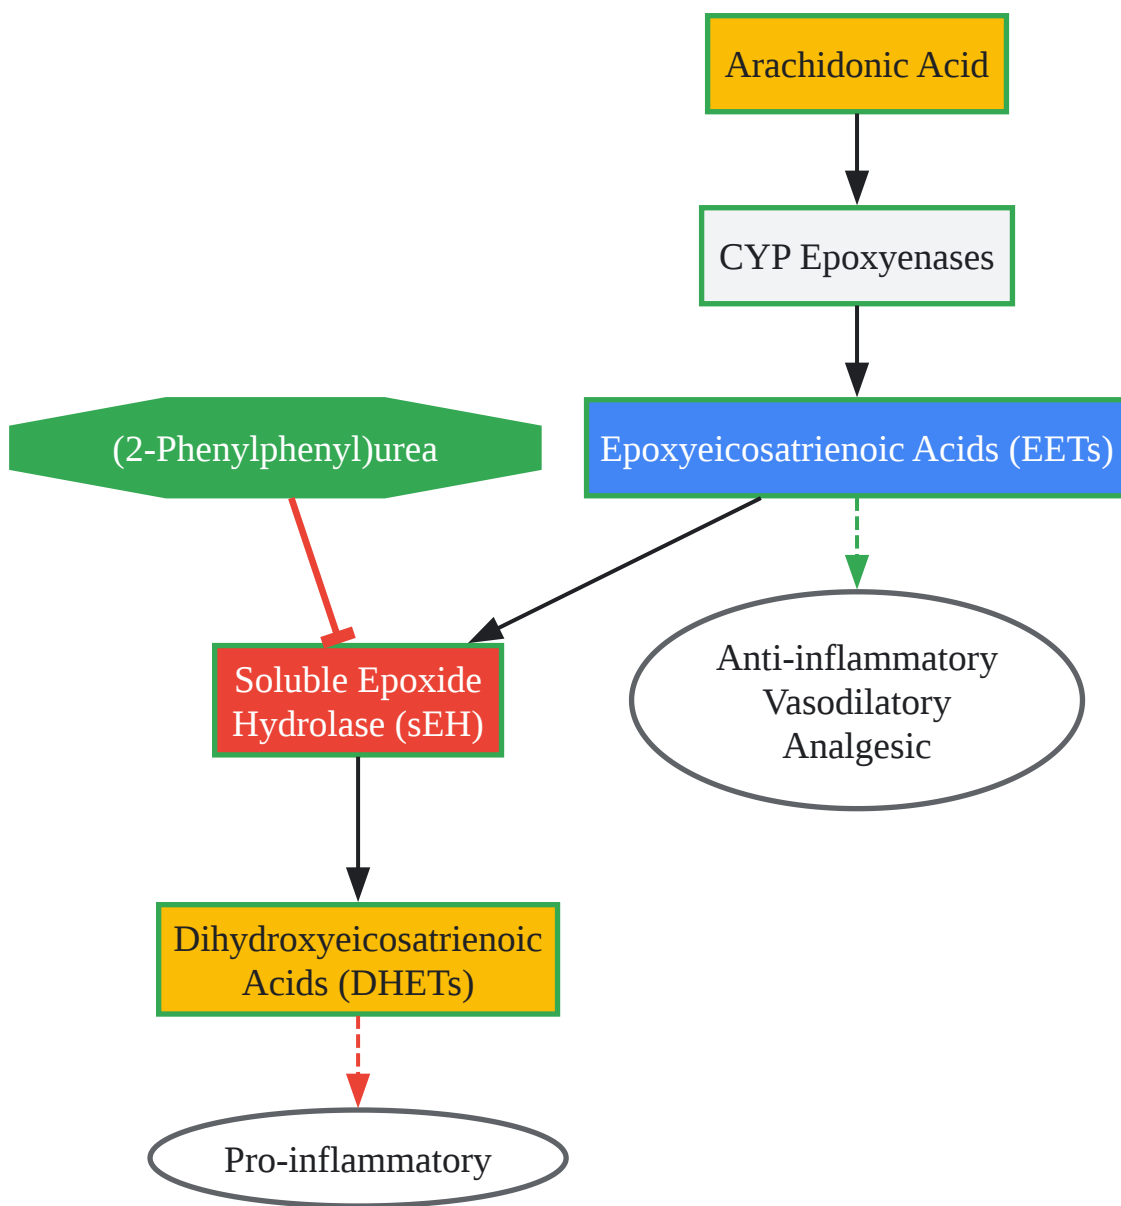 Arachidonic Acid
CYP Epoxyenases
(2-Phenylphenyl)urea
Epoxyeicosatrienoic Acids (EETs)
Soluble Epoxide
Hydrolase (sEH)
Anti-inflammatory
Vasodilatory
Analgesic
Dihydroxyeicosatrienoic
Acids (DHETs)
Pro-inflammatory